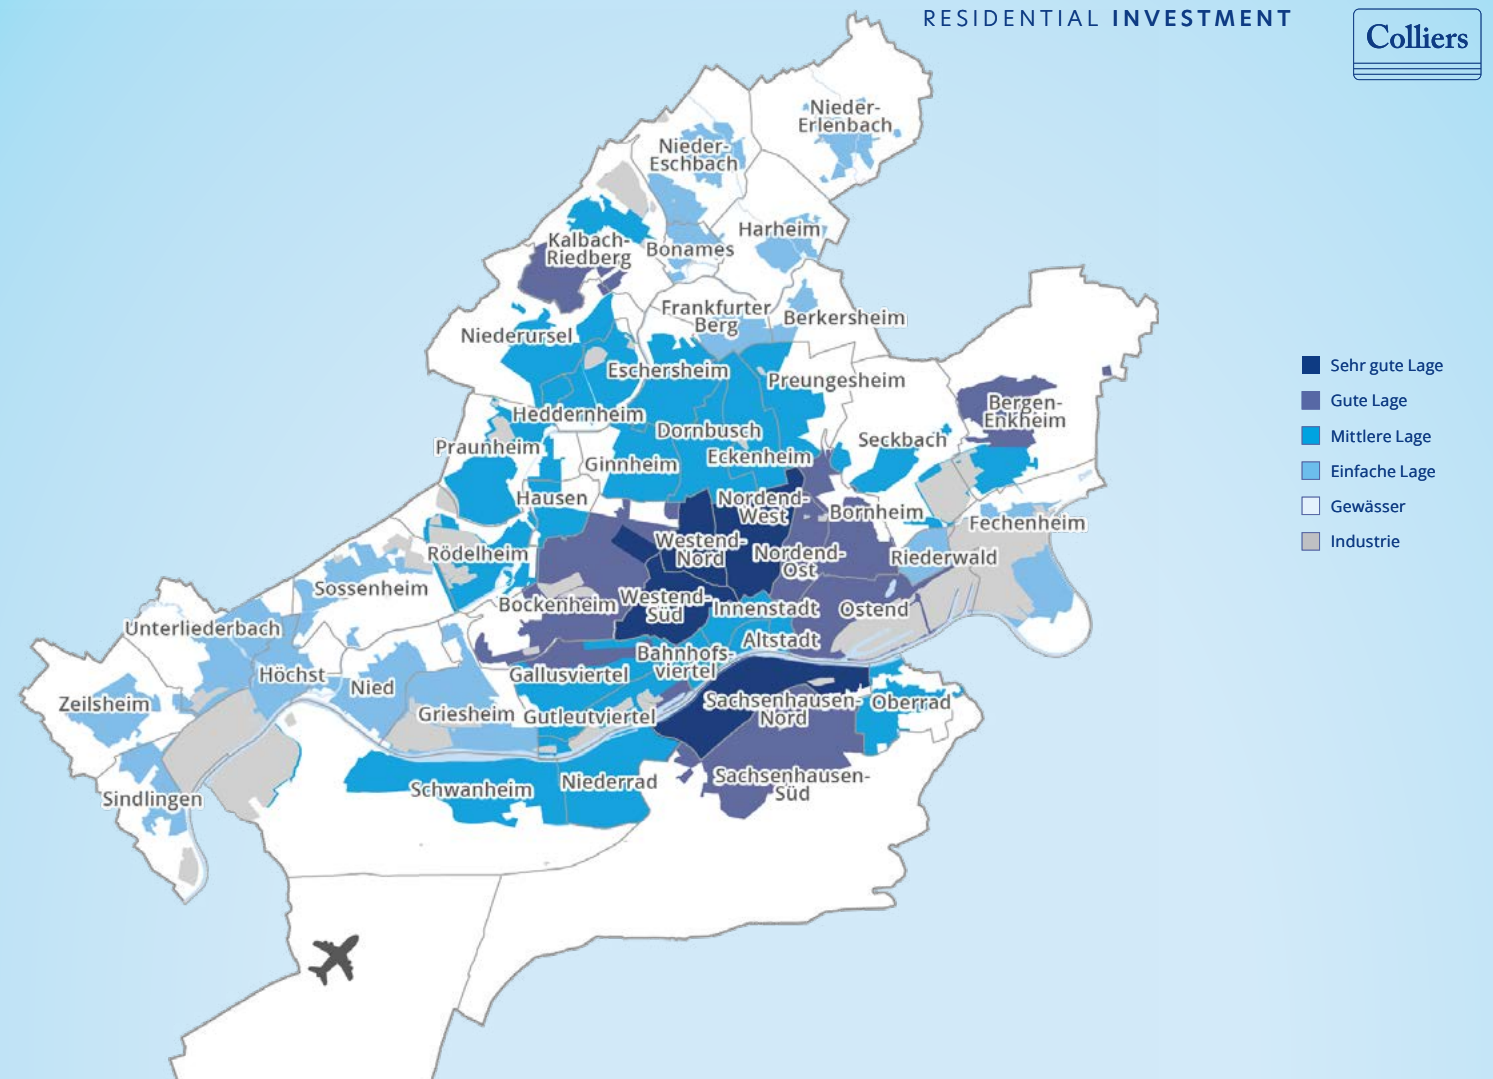 RESIDENTIAL INVESTMENT
Colliers
Nieder-
Erlenbach
Nieder-
Eschbach
Harheim
Kalbach-
Riedberg
Bonames
Frankfurter
Berg
Berkersheim
Niederursel
Eschersheim
Preungesheim
Heddernheim
Bergen-
Enkheim
Praunheim
Dornbusch
Seckbach
Ginnheim
Eckenheim
Hausen
Nordend-
West
Bornheim
Fechenheim
Rödelheim
Westend-
Nord
Nordend-
Ost
Riederwald
Sossenheim
Bockenheim
Westend-
Süd
Innenstadt
Ostend
Unterliederbach
Altstadt
Bahnhofs-
viertel
Höchst
Nied
Gallusviertel
Zeilsheim
Griesheim
Gutleutviertel
Sachsenhausen-
Nord
Oberrad
Sindlingen
Schwanheim
Niederrad
Sachsenhausen-
Süd
Sehr gute Lage
Gute Lage
Mittlere Lage
Einfache Lage
Gewässer
Industrie